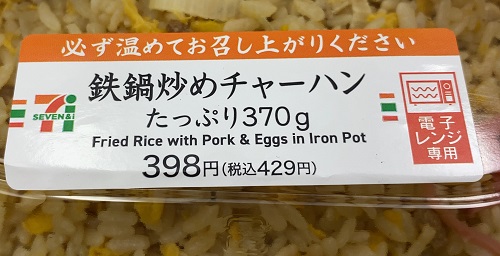 必ず温めてお召し上がりください
鉄鍋炒めチャーハン
たっぷり370g
Fried Rice with Pork & Eggs in Iron Pot
398円(税込429円)
SEVEN&i
電子
レンジ
専用